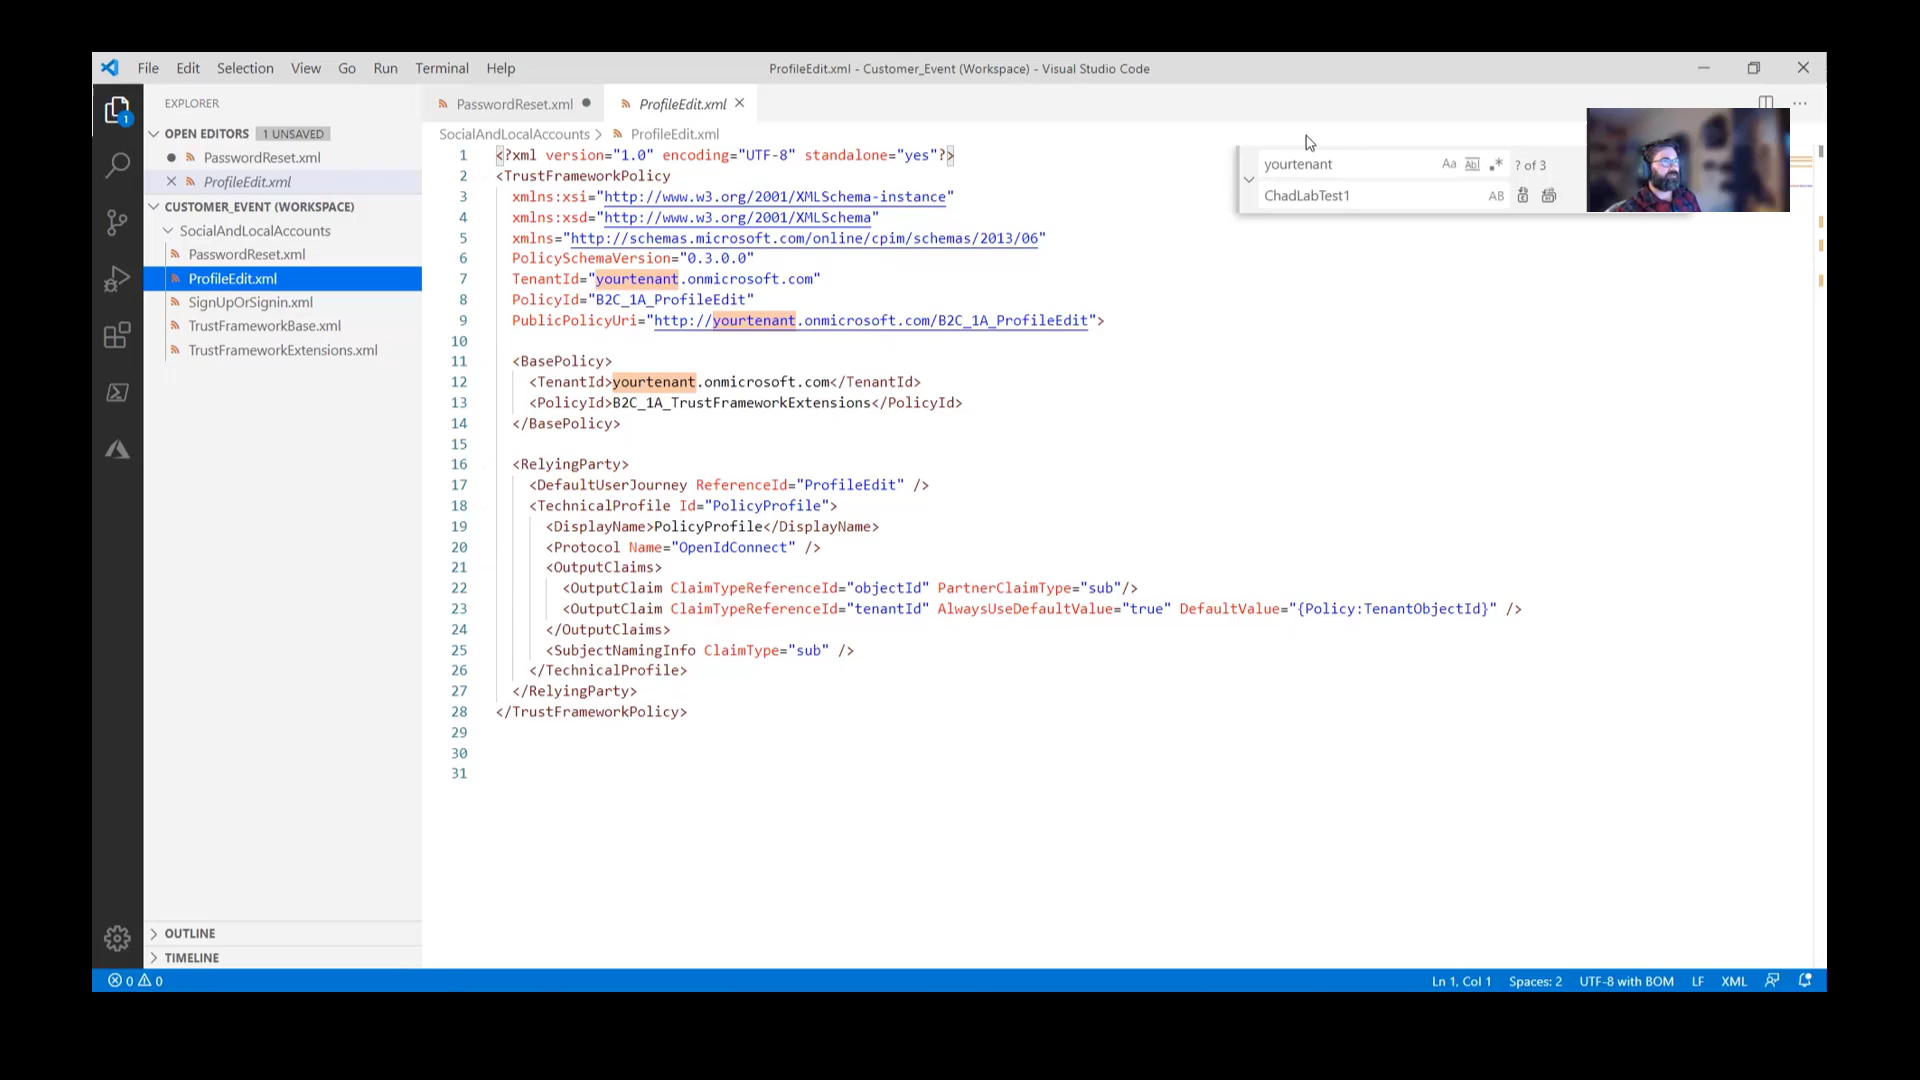 File Edit Selection View Go Run Terminal Help
ProfileEdit.xml - Customer_Event (Workspace) - Visual Studio Code
EXPLORER
OPEN EDITORS 1 UNSAVED
PasswordReset.xml
ProfileEdit.xml
CUSTOMER_EVENT (WORKSPACE)
SocialAndLocalAccounts
PasswordReset.xml
ProfileEdit.xml
SignUpOrSignin.xml
TrustFrameworkBase.xml
TrustFrameworkExtensions.xml
OUTLINE
TIMELINE
1
PasswordReset.xml
ProfileEdit.xml
SocialAndLocalAccounts > ProfileEdit.xml
yourtenant Aa Abl .* ? of 3
ChadLabTest1 AB
1 <?xml version="1.0" encoding="UTF-8" standalone="yes"?>
2 <TrustFrameworkPolicy
3 xmlns:xsi="http://www.w3.org/2001/XMLSchema-instance"
4 xmlns:xsd="http://www.w3.org/2001/XMLSchema"
5 xmlns="http://schemas.microsoft.com/online/cpim/schemas/2013/06"
6 PolicySchemaVersion="0.3.0.0"
7 TenantId="yourtenant.onmicrosoft.com"
8 PolicyId="B2C_1A_ProfileEdit"
9 PublicPolicyUri="http://yourtenant.onmicrosoft.com/B2C_1A_ProfileEdit">
10
11 <BasePolicy>
12 <TenantId>yourtenant.onmicrosoft.com</TenantId>
13 <PolicyId>B2C_1A_TrustFrameworkExtensions</PolicyId>
14 </BasePolicy>
15
16 <RelyingParty>
17 <DefaultUserJourney ReferenceId="ProfileEdit" />
18 <TechnicalProfile Id="PolicyProfile">
19 <DisplayName>PolicyProfile</DisplayName>
20 <Protocol Name="OpenIdConnect" />
21 <OutputClaims>
22 <OutputClaim ClaimTypeReferenceId="objectId" PartnerClaimType="sub"/>
23 <OutputClaim ClaimTypeReferenceId="tenantId" AlwaysUseDefaultValue="true" DefaultValue="{Policy:TenantObjectId}" />
24 </OutputClaims>
25 <SubjectNamingInfo ClaimType="sub" />
26 </TechnicalProfile>
27 </RelyingParty>
28 </TrustFrameworkPolicy>
29
30
31
0 0
Ln 1, Col 1 Spaces: 2 UTF-8 with BOM LF XML